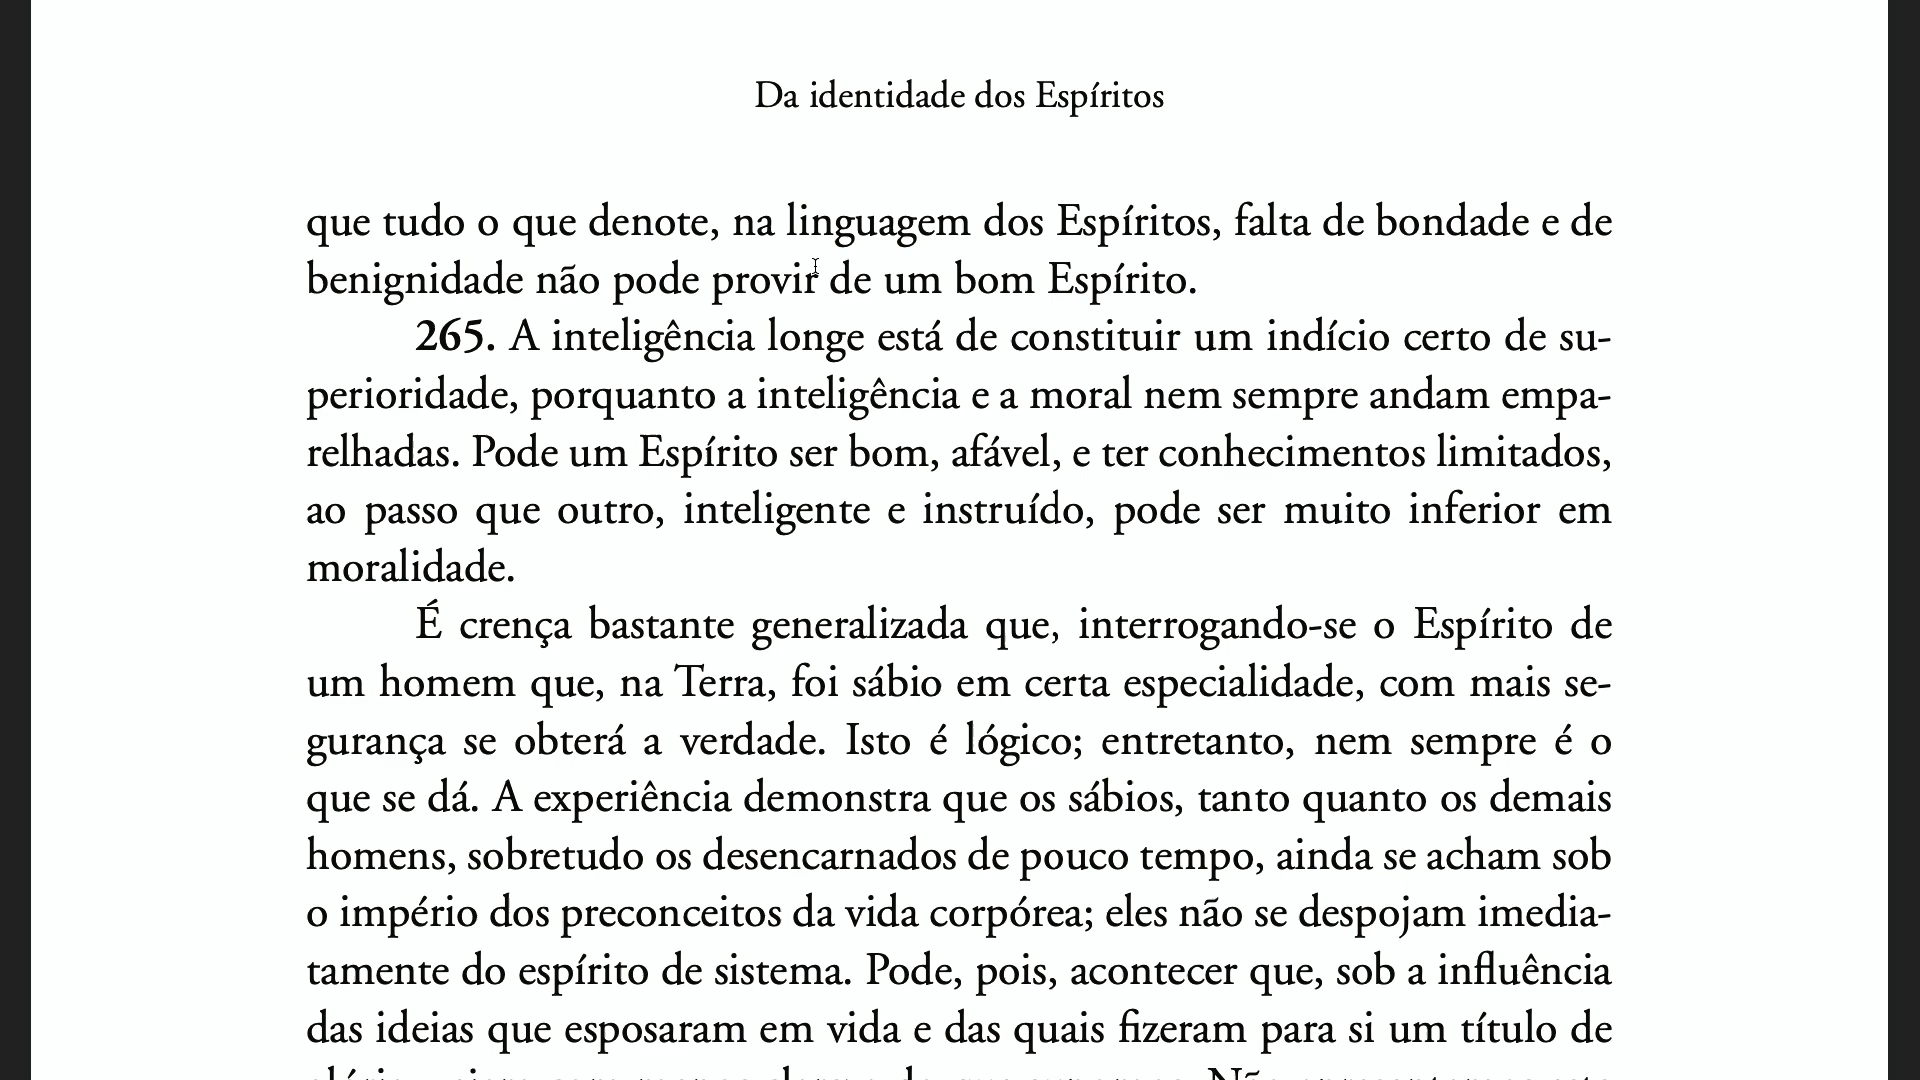 Da identidade dos Espíritos
que tudo o que denote, na linguagem dos Espíritos, falta de bondade e de
benignidade não pode provir de um bom Espírito.
265. A inteligência longe está de constituir um indício certo de su-
perioridade, porquanto a inteligência e a moral nem sempre andam empa-
relhadas. Pode um Espírito ser bom, afável, e ter conhecimentos limitados,
ao passo que outro, inteligente e instruído, pode ser muito inferior em
moralidade.
É crença bastante generalizada que, interrogando-se o Espírito de
um homem que, na Terra, foi sábio em certa especialidade, com mais se-
gurança se obterá a verdade. Isto é lógico; entretanto, nem sempre é o
que se dá. A experiência demonstra que os sábios, tanto quanto os demais
homens, sobretudo os desencarnados de pouco tempo, ainda se acham sob
o império dos preconceitos da vida corpórea; eles não se despojam imedia-
tamente do espírito de sistema. Pode, pois, acontecer que, sob a influência
das ideias que esposaram em vida e das quais fizeram para si um título de